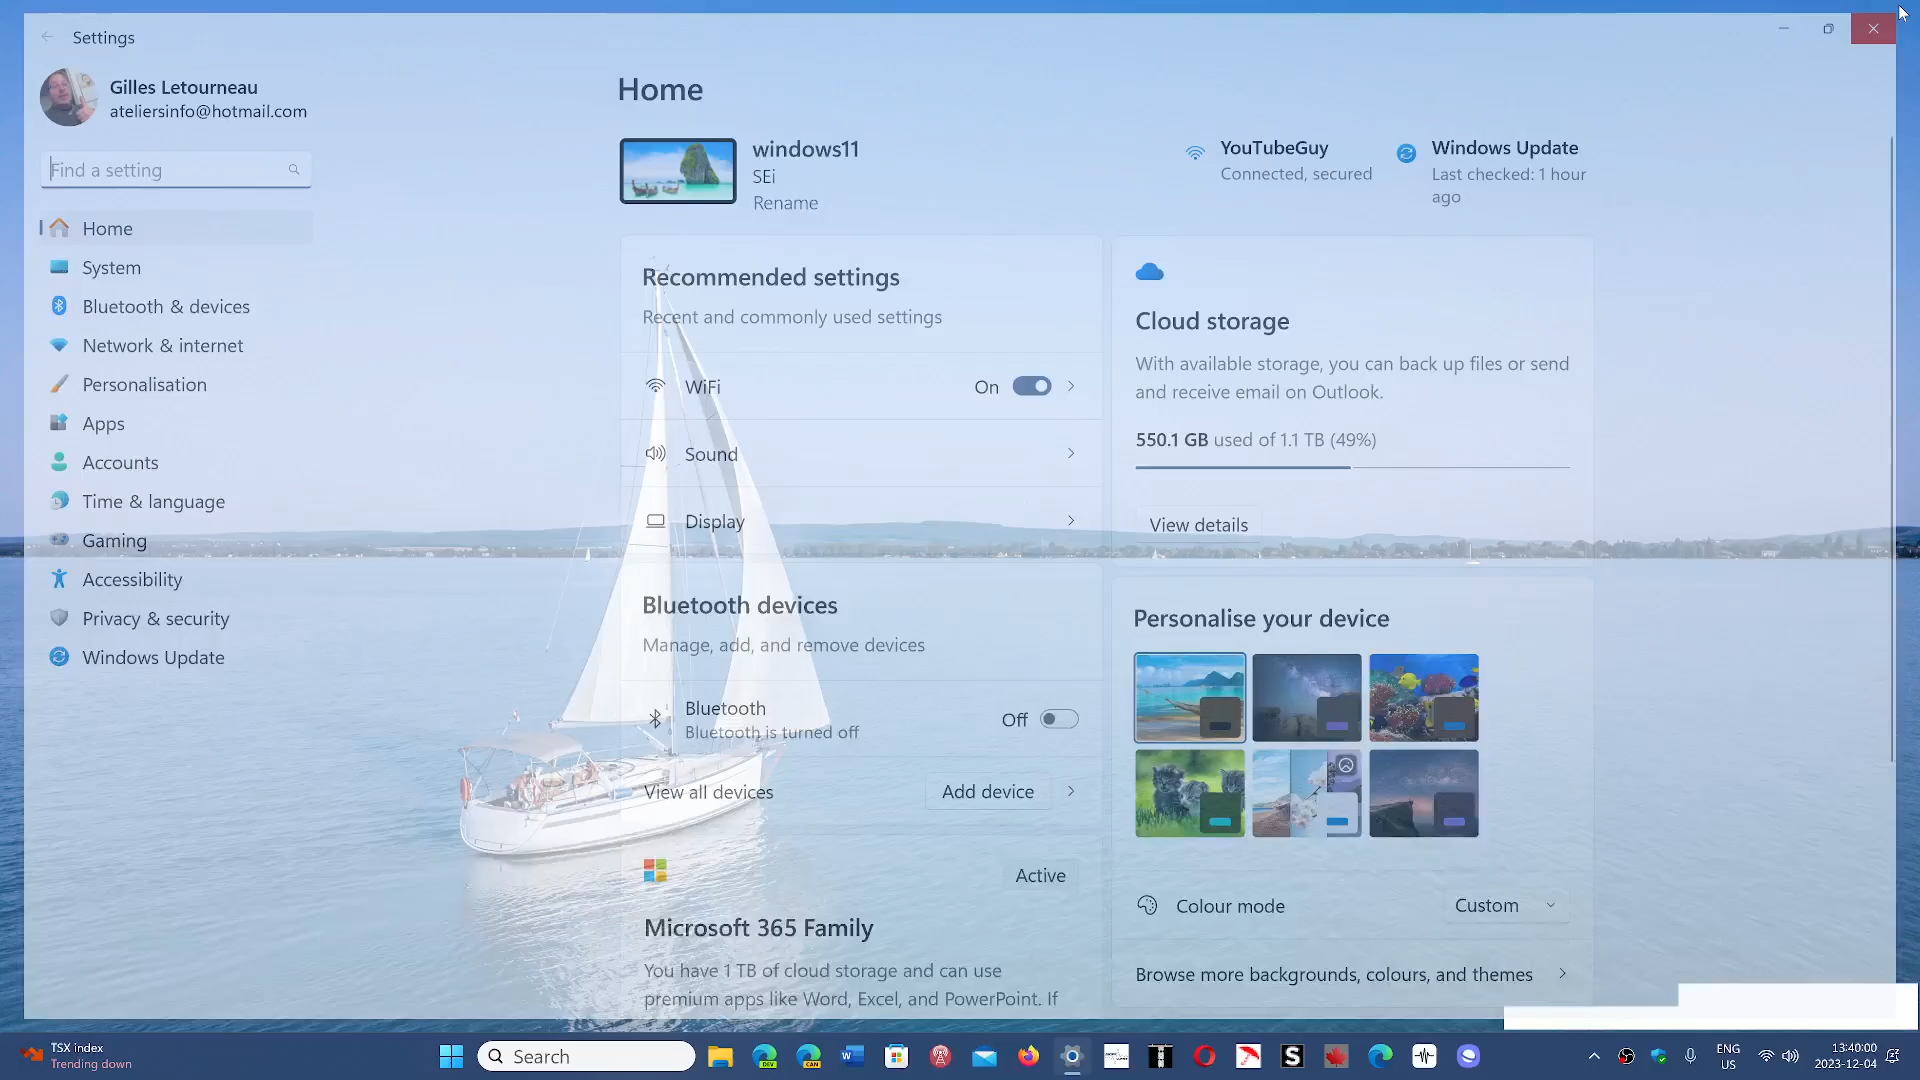 Settings
Gilles Letourneau
ateliersinfo@hotmail.com
Find a setting
Home
System
Bluetooth & devices
Network & internet
Personalisation
Apps
Accounts
Time & language
Gaming
Accessibility
Privacy & security
Windows Update
Home
windows11
SEi
Rename
YouTubeGuy
Connected, secured
Windows Update
Last checked: 1 hour
ago
Recommended settings
Recent and commonly used settings
WiFi
On
Sound
Display
Cloud storage
With available storage, you can back up files or send
and receive email on Outlook.
550.1 GB used of 1.1 TB (49%)
View details
Bluetooth devices
Manage, add, and remove devices
Bluetooth
Bluetooth is turned off
Off
View all devices
Add device
Active
Microsoft 365 Family
You have 1 TB of cloud storage and can use
premium apps like Word, Excel, and PowerPoint. If
Personalise your device
Colour mode
Custom
Browse more backgrounds, colours, and themes
TSX index
Trending down
Search
DEV
CAN
W
S
ENG
US
13:40:00
2023-12-04